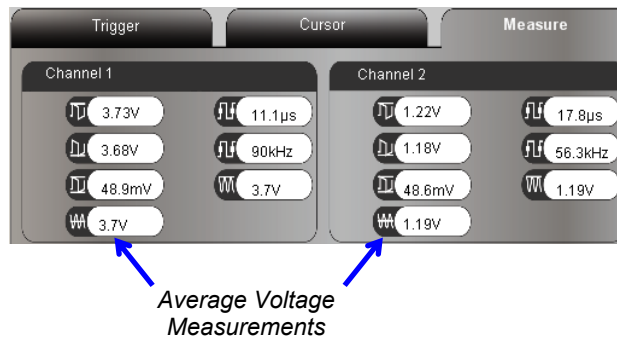 Trigger
Cursor
Measure
Channel 1
3.73V
11.1µs
3.68V
90kHz
48.9mV
3.7V
3.7V
Channel 2
1.22V
17.8µs
1.18V
56.3kHz
48.6mV
1.19V
1.19V
Average Voltage
Measurements